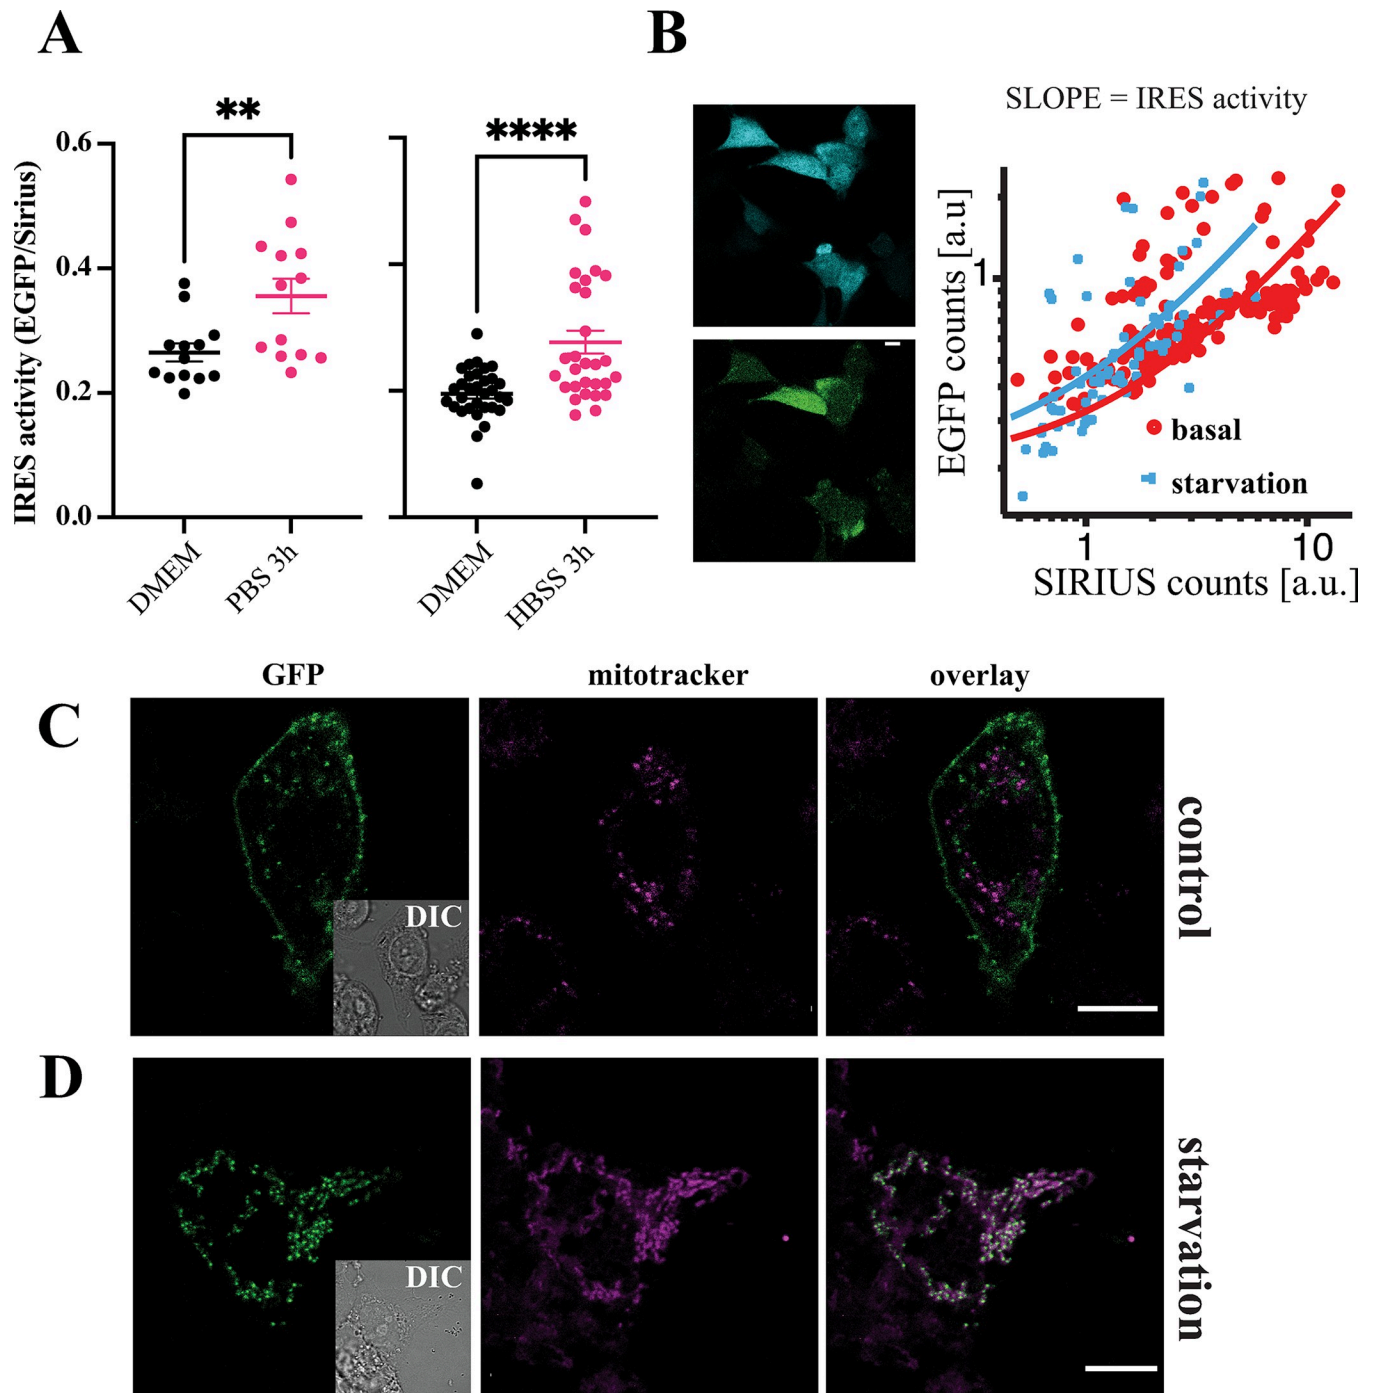 A
B
**
****
SLOPE = IRES activity
IRES activity (EGFP/Sirius)
0.6
0.4
0.2
0.0
DMEM
PBS 3h
DMEM
HBSS 3h
EGFP counts [a.u]
1
basal
starvation
1
10
SIRIUS counts [a.u.]
GFP
mitotracker
overlay
C
DIC
control
D
DIC
starvation